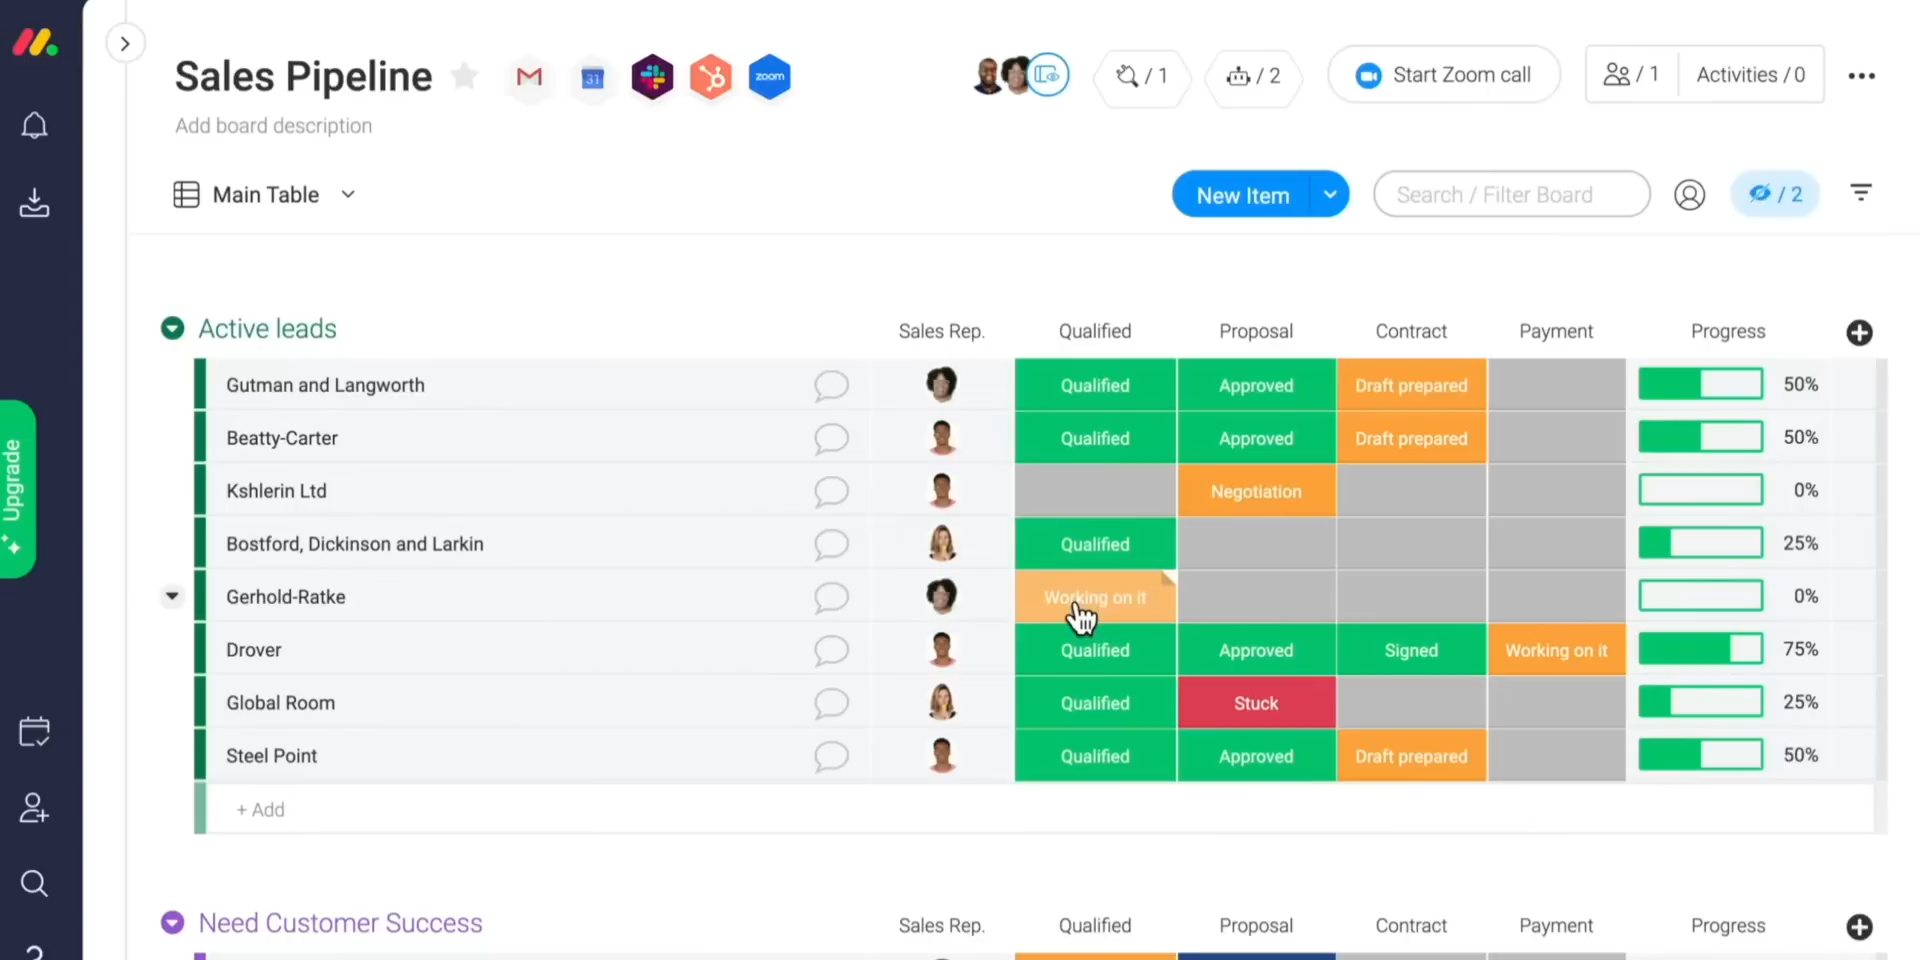 Sales Pipeline
31
zoom
/ 1
/ 2
Start Zoom call
/ 1
Activities / 0
Add board description
Main Table
New Item
Search / Filter Board
/ 2
Active leads
Sales Rep.
Qualified
Proposal
Contract
Payment
Progress
Gutman and Langworth
Qualified
Approved
Draft prepared
50%
Beatty-Carter
Qualified
Approved
Draft prepared
50%
Kshlerin Ltd
Negotiation
0%
Bostford, Dickinson and Larkin
Qualified
25%
Gerhold-Ratke
Working on it
0%
Drover
Qualified
Approved
Signed
Working on it
75%
Global Room
Qualified
Stuck
25%
Steel Point
Qualified
Approved
Draft prepared
50%
+ Add
Upgrade
Need Customer Success
Sales Rep.
Qualified
Proposal
Contract
Payment
Progress